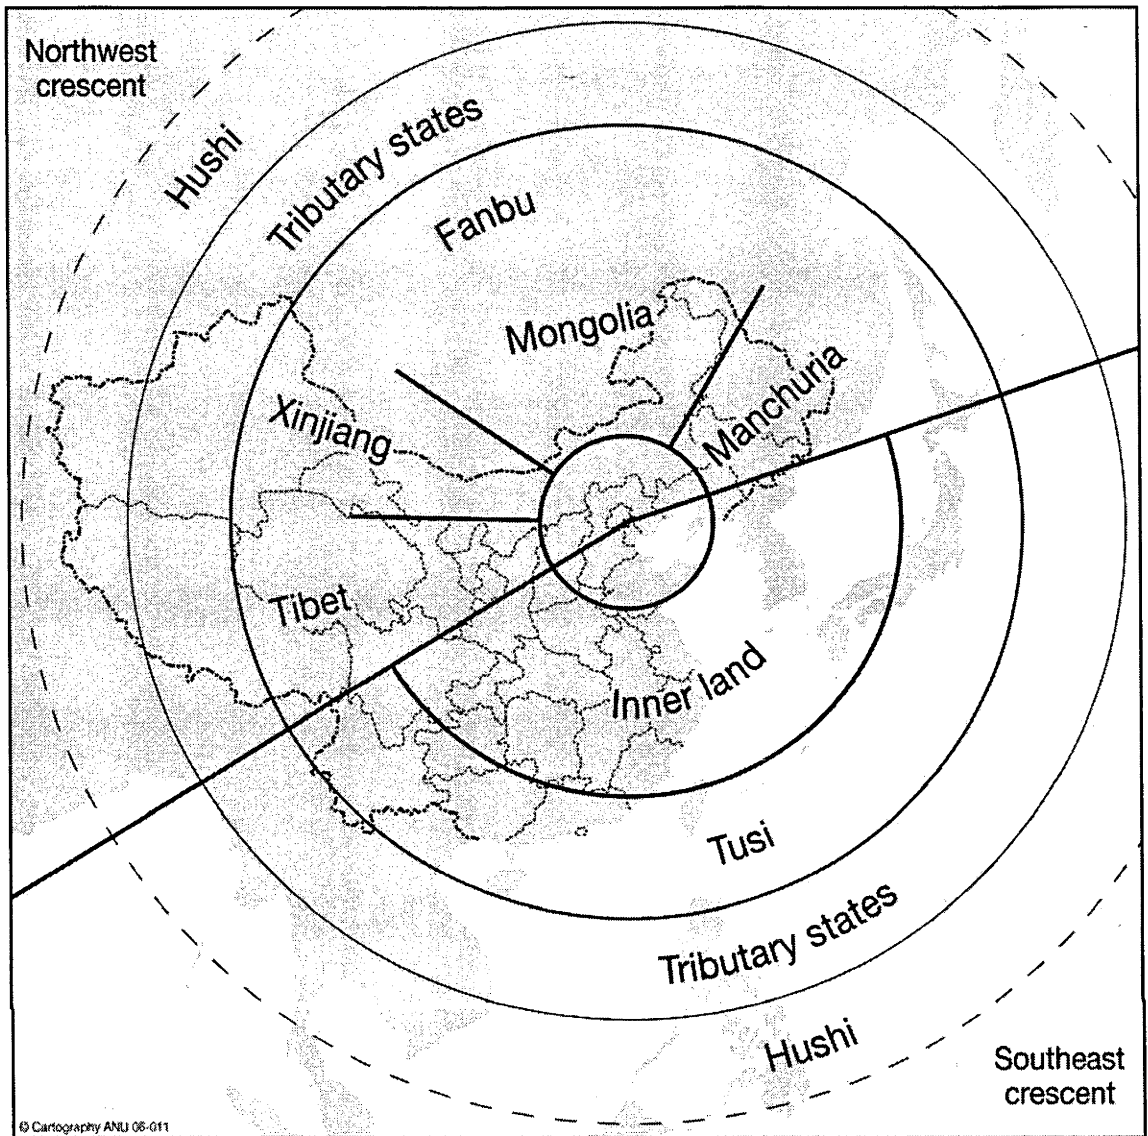 Northwest
crescent
Hushi
Tributary states
Fanbu
Mongolia
Manchuria
Xinjiang
Tibet
Inner land
Tusi
Tributary states
Hushi
Southeast
crescent
© Cartography ANU 06-011